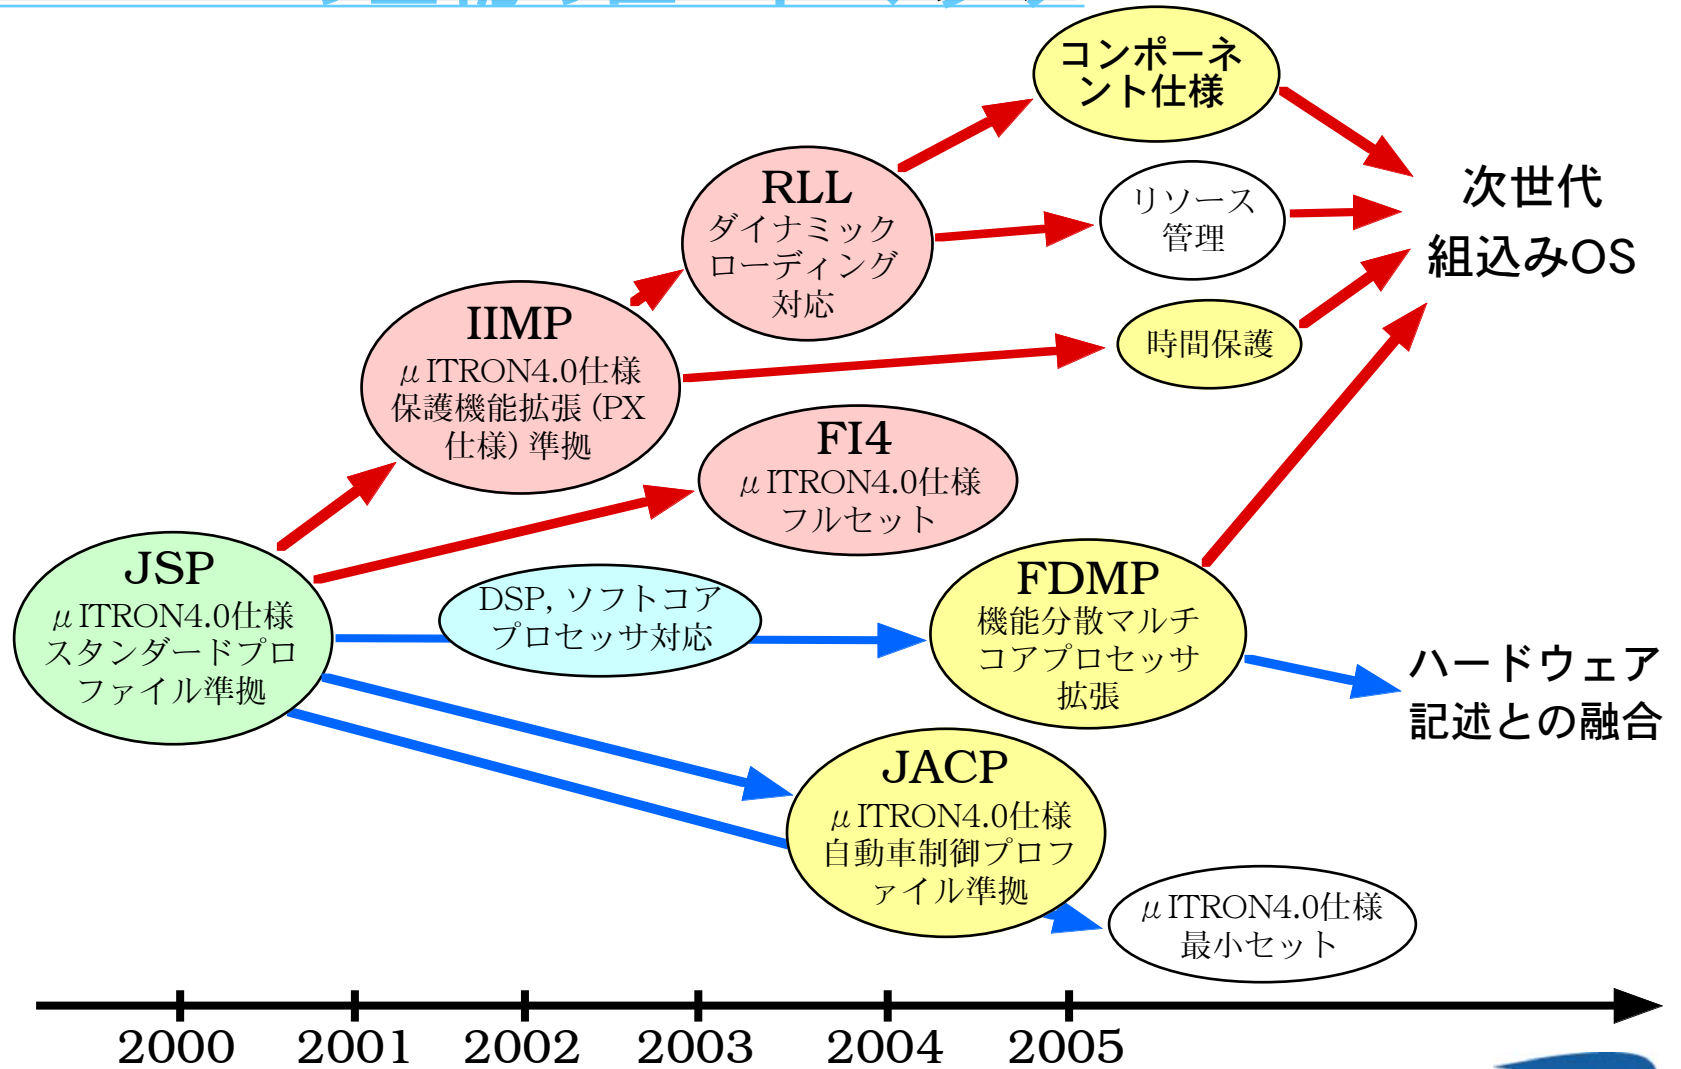 コンポーネ
ント仕様
RLL
ダイナミック
ローディング
対応
リソース
管理
次世代
組込みOS
IIMP
μITRON4.0仕様
保護機能拡張(PX
仕様)準拠
時間保護
FI4
μITRON4.0仕様
フルセット
JSP
μITRON4.0仕様
スタンダードプロ
ファイル準拠
DSP, ソフトコア
プロセッサ対応
FDMP
機能分散マルチ
コアプロセッサ
拡張
ハードウェア
記述との融合
JACP
μITRON4.0仕様
自動車制御プロフ
ァイル準拠
μITRON4.0仕様
最小セット
2000 2001 2002 2003 2004 2005